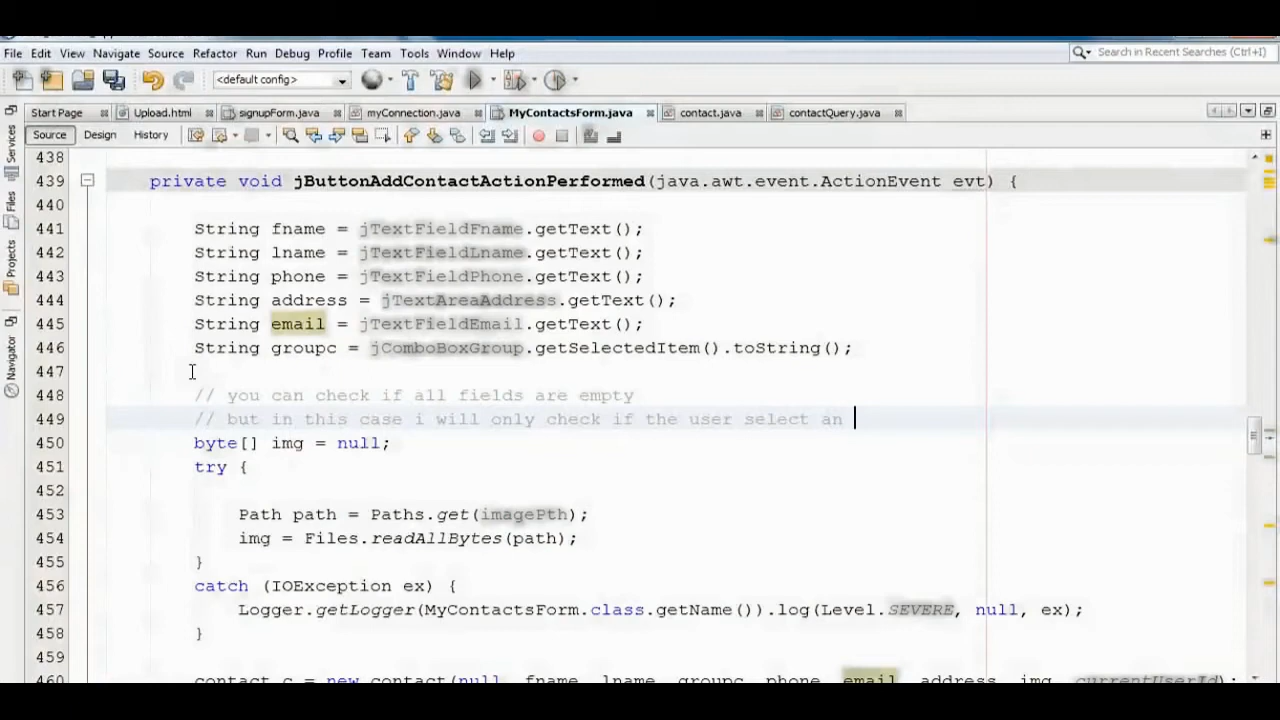 File Edit View Navigate Source Refactor Run Debug Profile Team Tools Window Help
Search in Recent Searches (Ctrl+I)
<default config>
Start Page Upload.html signupForm.java myConnection.java MyContactsForm.java contact.java contactQuery.java
Source Design History
Services
Files
Projects
Navigator
438
439 private void jButtonAddContactActionPerformed(java.awt.event.ActionEvent evt) {
440
441 String fname = jTextFieldFname.getText();
442 String lname = jTextFieldLname.getText();
443 String phone = jTextFieldPhone.getText();
444 String address = jTextAreaAddress.getText();
445 String email = jTextFieldEmail.getText();
446 String groupc = jComboBoxGroup.getSelectedItem().toString();
447
448 // you can check if all fields are empty
449 // but in this case i will only check if the user select an
450 byte[] img = null;
451 try {
452
453 Path path = Paths.get(imagePth);
454 img = Files.readAllBytes(path);
455 }
456 catch (IOException ex) {
457 Logger.getLogger(MyContactsForm.class.getName()).log(Level.SEVERE, null, ex);
458 }
459
460 contact c = new contact(null, fname, lname, groupc, phone, email, address, img, currentUserId);